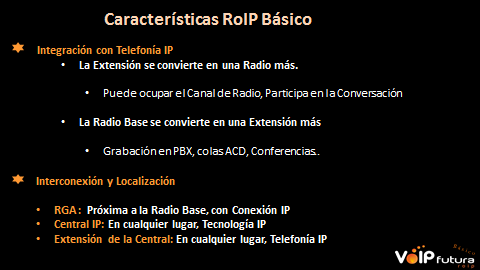 Características RoIP Básico
Integración con Telefonía IP
• La Extensión se convierte en una Radio más.
• Puede ocupar el Canal de Radio, Participa en la Conversación
• La Radio Base se convierte en una Extensión más
• Grabación en PBX, colas ACD, Conferencias..
Interconexión y Localización
• RGA : Próxima a la Radio Base, con Conexión IP
• Central IP: En cualquier lugar, Tecnología IP
• Extensión de la Central: En cualquier lugar, Telefonía IP
Básico
VoIP
futura
roip